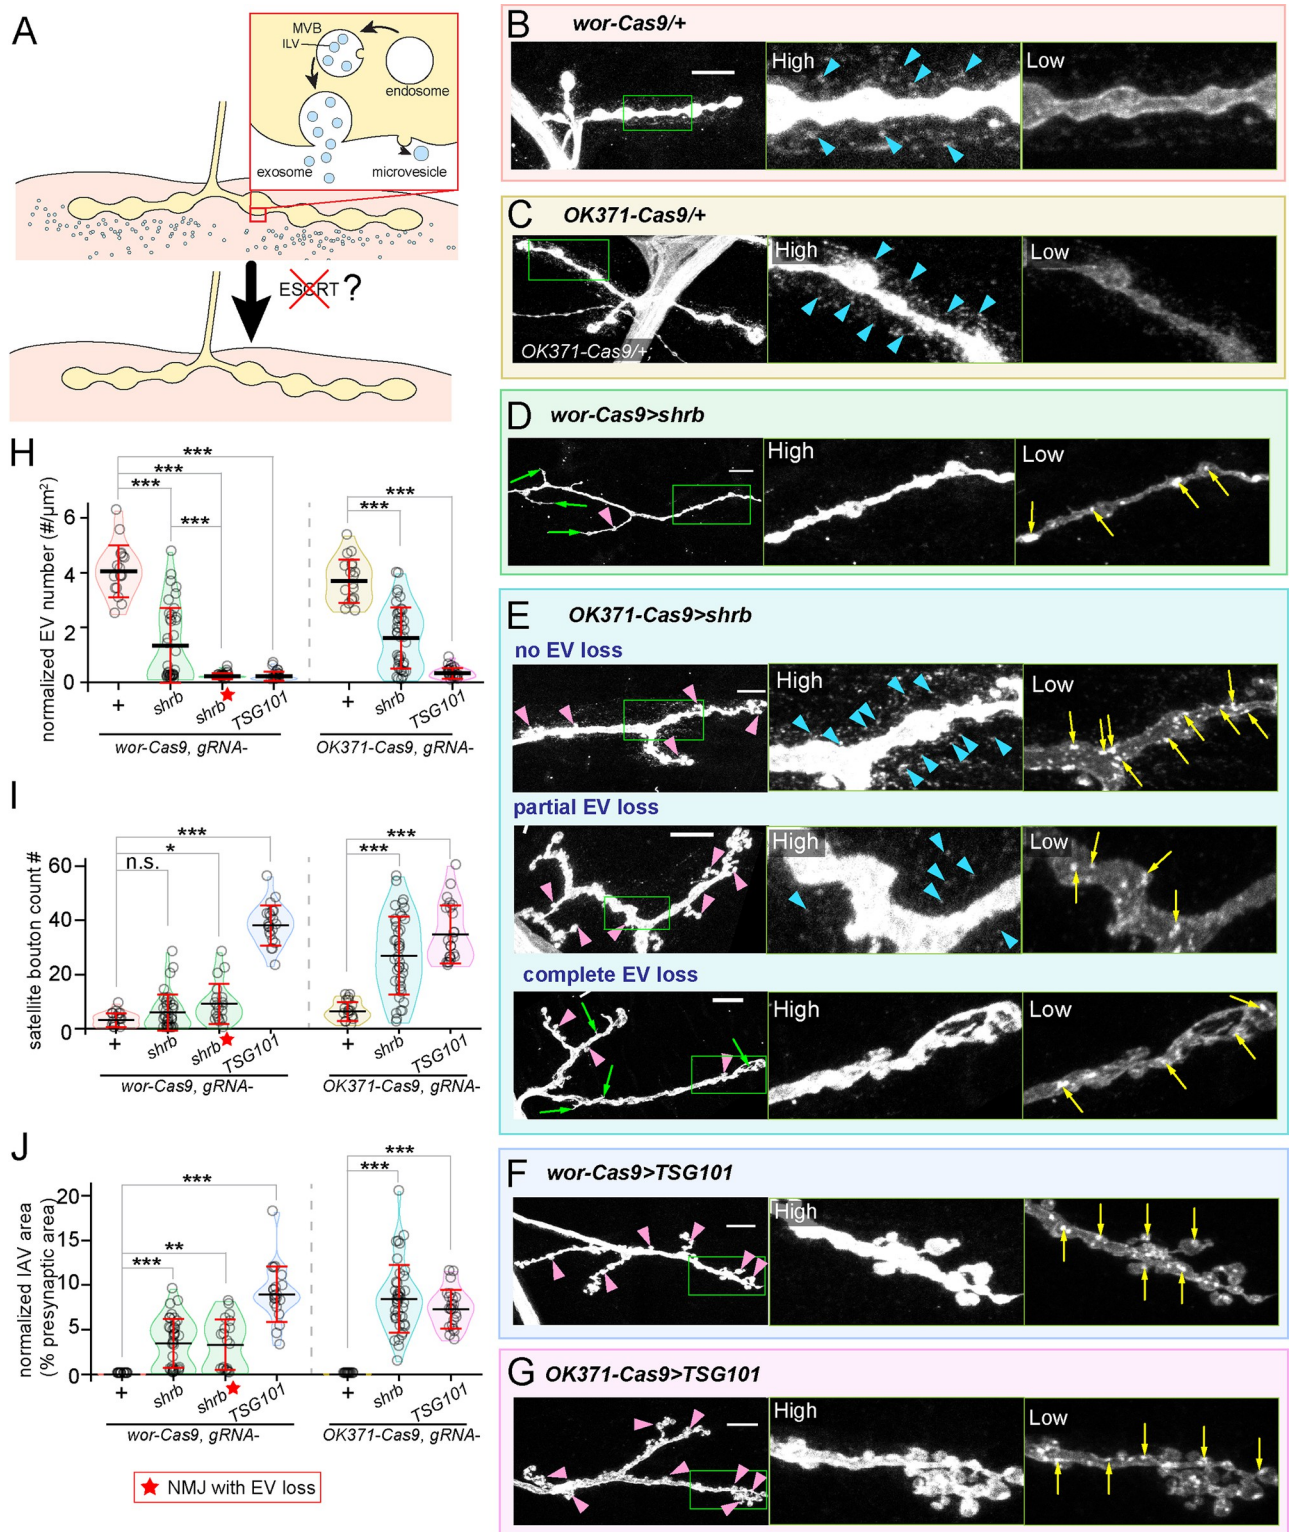 A
MVB
ILV
endosome
exosome
microvesicle
ESCRT ?
B
wor-Cas9/+
High
Low
C
OK371-Cas9/+
High
Low
OK371-Cas9/+;
D
wor-Cas9>shrb
High
Low
E
OK371-Cas9>shrb
no EV loss
High
Low
partial EV loss
High
Low
complete EV loss
High
Low
F
wor-Cas9>TSG101
High
Low
G
OK371-Cas9>TSG101
High
Low
H
normalized EV number (#/µm²)
6
4
2
0
***
***
***
***
***
***
+
shrb
shrb
TSG101
+
shrb
TSG101
wor-Cas9, gRNA-
OK371-Cas9, gRNA-
I
satellite bouton count #
60
40
20
0
***
*
n.s.
***
***
+
shrb
shrb
TSG101
+
shrb
TSG101
wor-Cas9, gRNA-
OK371-Cas9, gRNA-
J
normalized IAV area
(% presynaptic area)
20
15
10
5
0
***
**
***
***
***
+
shrb
shrb
TSG101
+
shrb
TSG101
wor-Cas9, gRNA-
OK371-Cas9, gRNA-
★ NMJ with EV loss